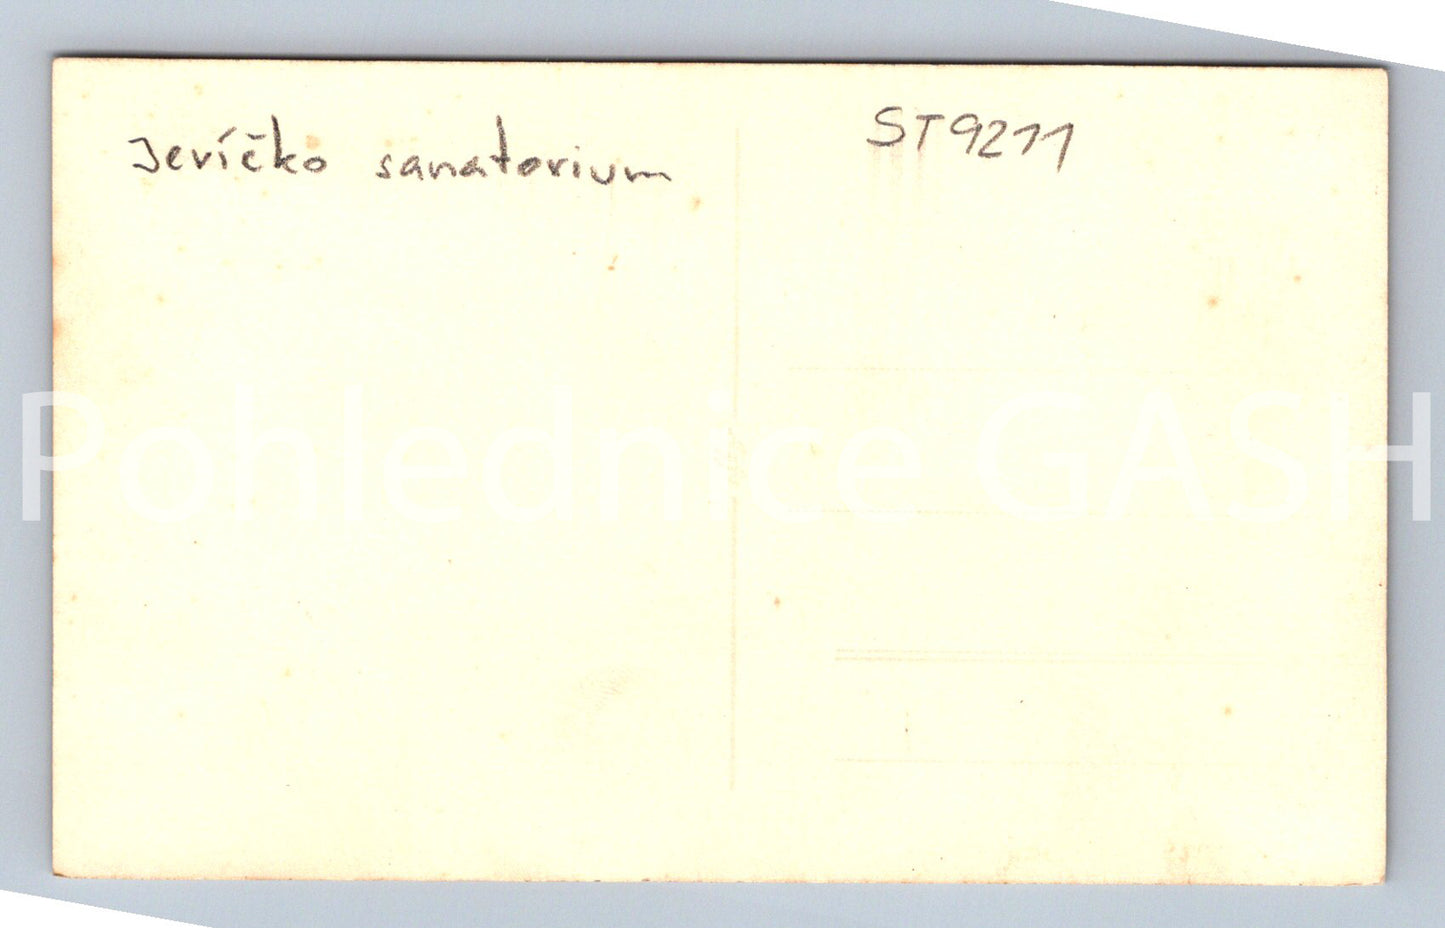 Jevíčko sanatorium
ST9211
Pohlednice GASH